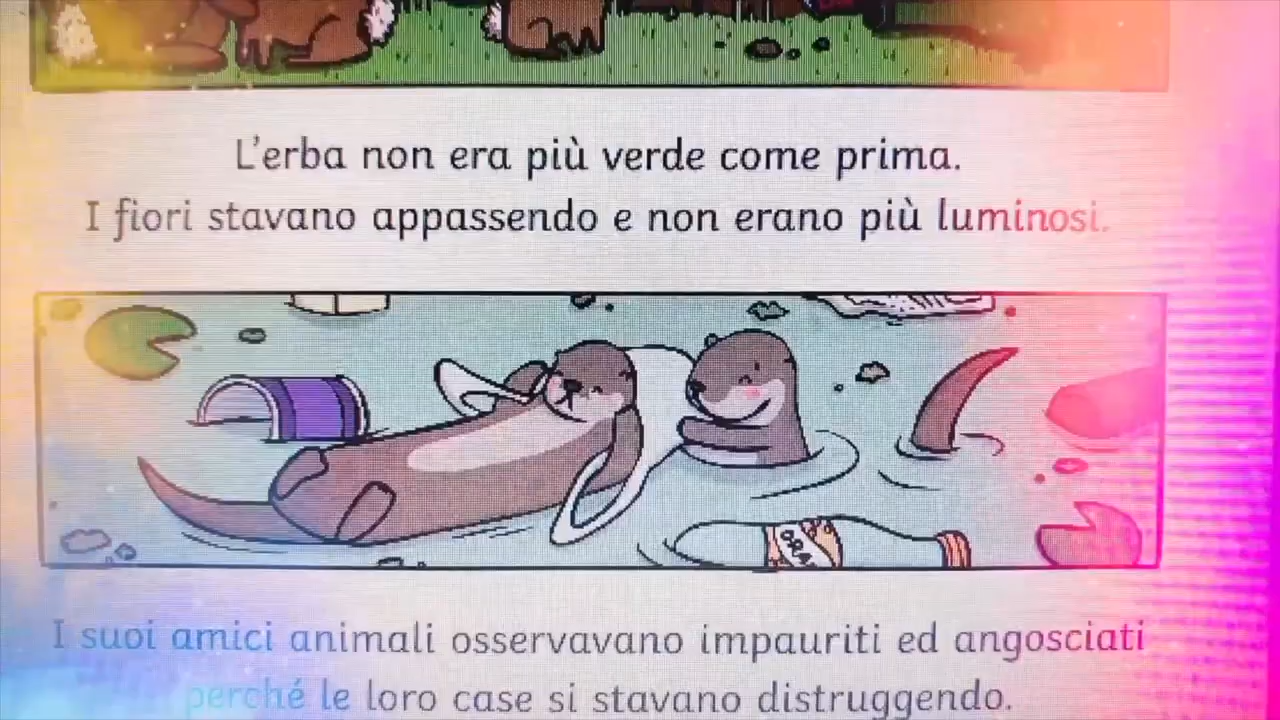 L'erba non era più verde come prima.
I fiori stavano appassendo e non erano più luminosi.
ORA
I suoi amici animali osservavano impauriti ed angosciati
perché le loro case si stavano distruggendo.